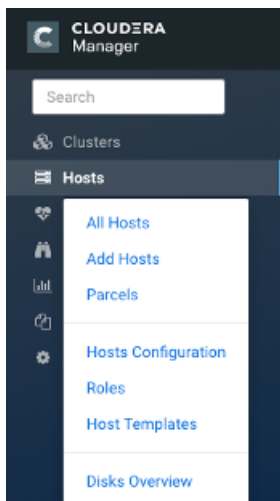 CLOUDERA
Manager
Search
Clusters
Hosts
All Hosts
Add Hosts
Parcels
Hosts Configuration
Roles
Host Templates
Disks Overview